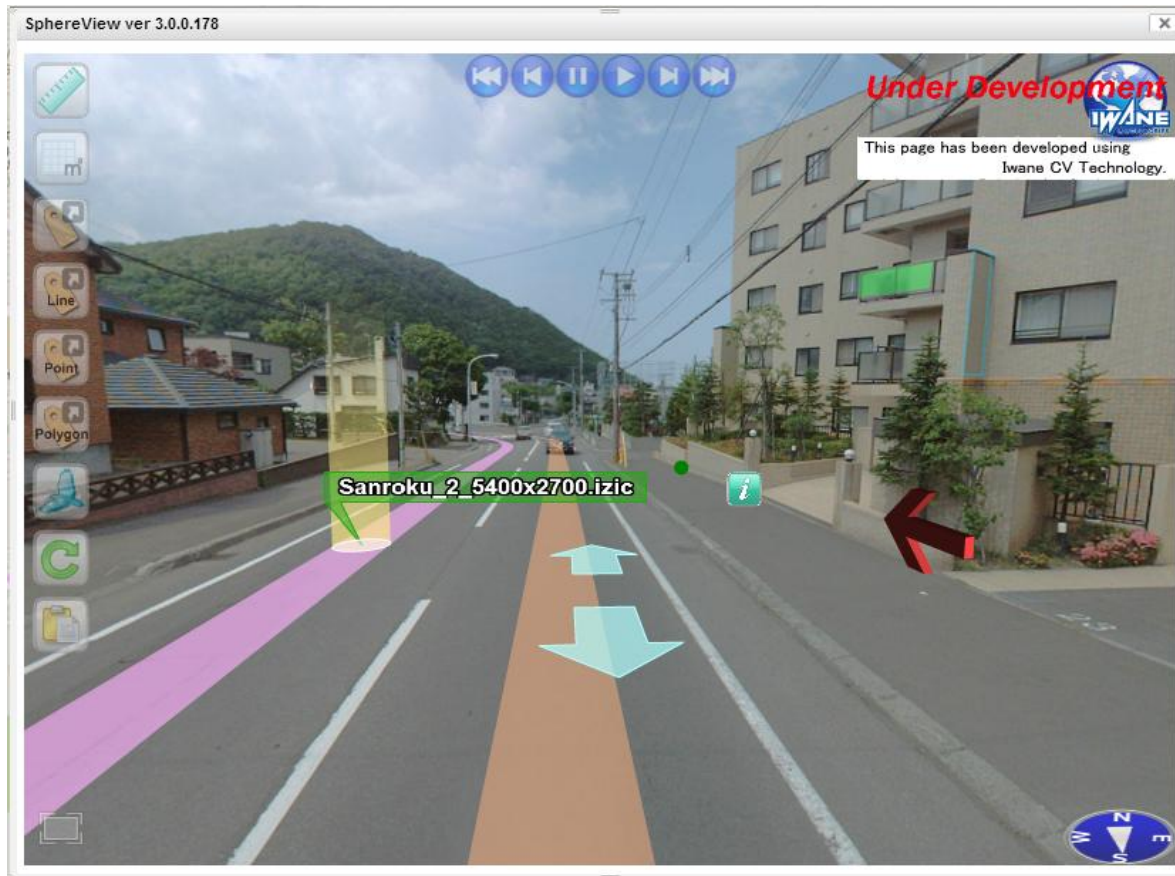 SphereView ver 3.0.0.178
Under Development
IWANE
This page has been developed using
Iwane CV Technology.
m²
Line
Point
Polygon
Sanroku_2_5400x2700.izic
i
N
W E
S